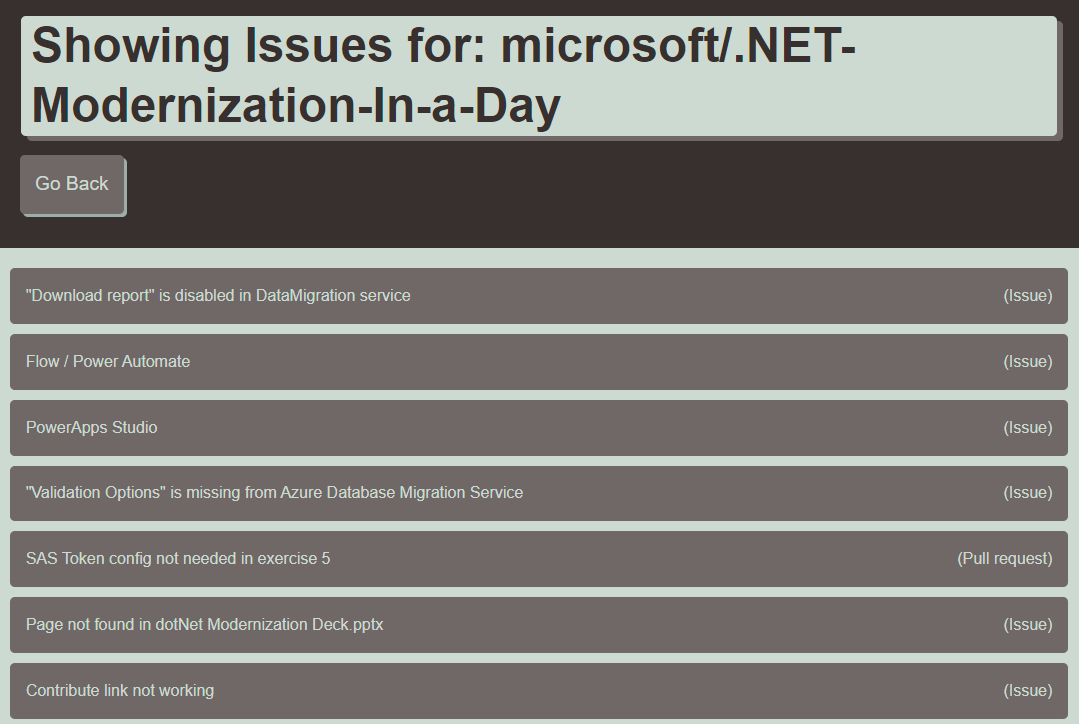 Showing Issues for: microsoft/.NET-
Modernization-In-a-Day
Go Back
"Download report" is disabled in DataMigration service (Issue)
Flow / Power Automate (Issue)
PowerApps Studio (Issue)
"Validation Options" is missing from Azure Database Migration Service (Issue)
SAS Token config not needed in exercise 5 (Pull request)
Page not found in dotNet Modernization Deck.pptx (Issue)
Contribute link not working (Issue)